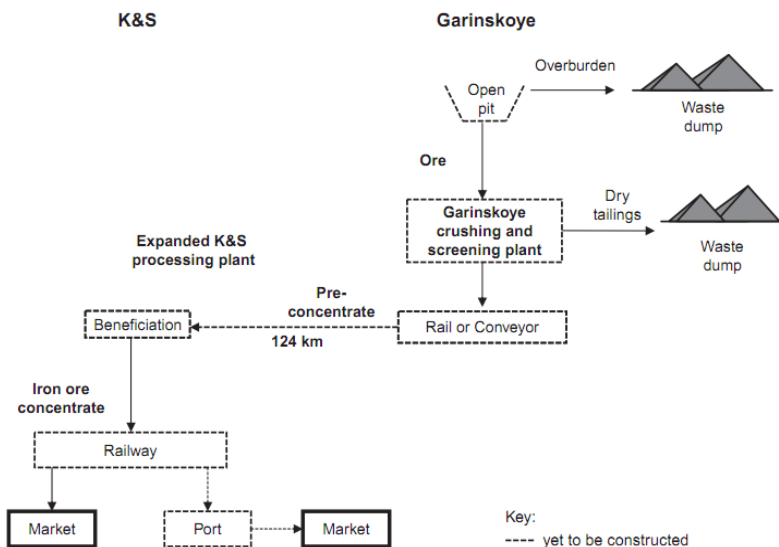 K&S
Garinskoye
Overburden
Open
pit
Waste
dump
Ore
Dry
tailings
Garinskoye
crushing and
screening plant
Waste
dump
Expanded K&S
processing plant
Pre-
concentrate
Beneficiation
124 km
Rail or Conveyor
Iron ore
concentrate
Railway
Market
Port
Market
Key:
yet to be constructed